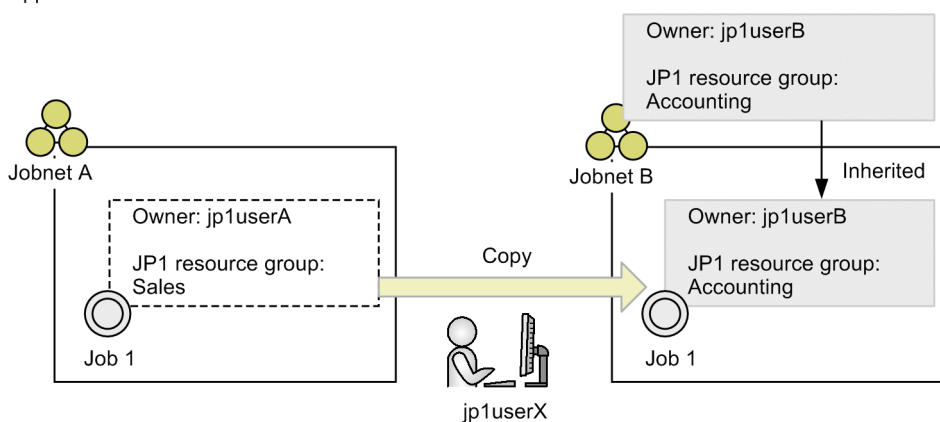 Owner: jp1userB
JP1 resource group:
Accounting
Jobnet A
Jobnet B
Inherited
Owner: jp1userA
JP1 resource group:
Sales
Copy
Owner: jp1userB
JP1 resource group:
Accounting
Job 1
Job 1
jp1userX